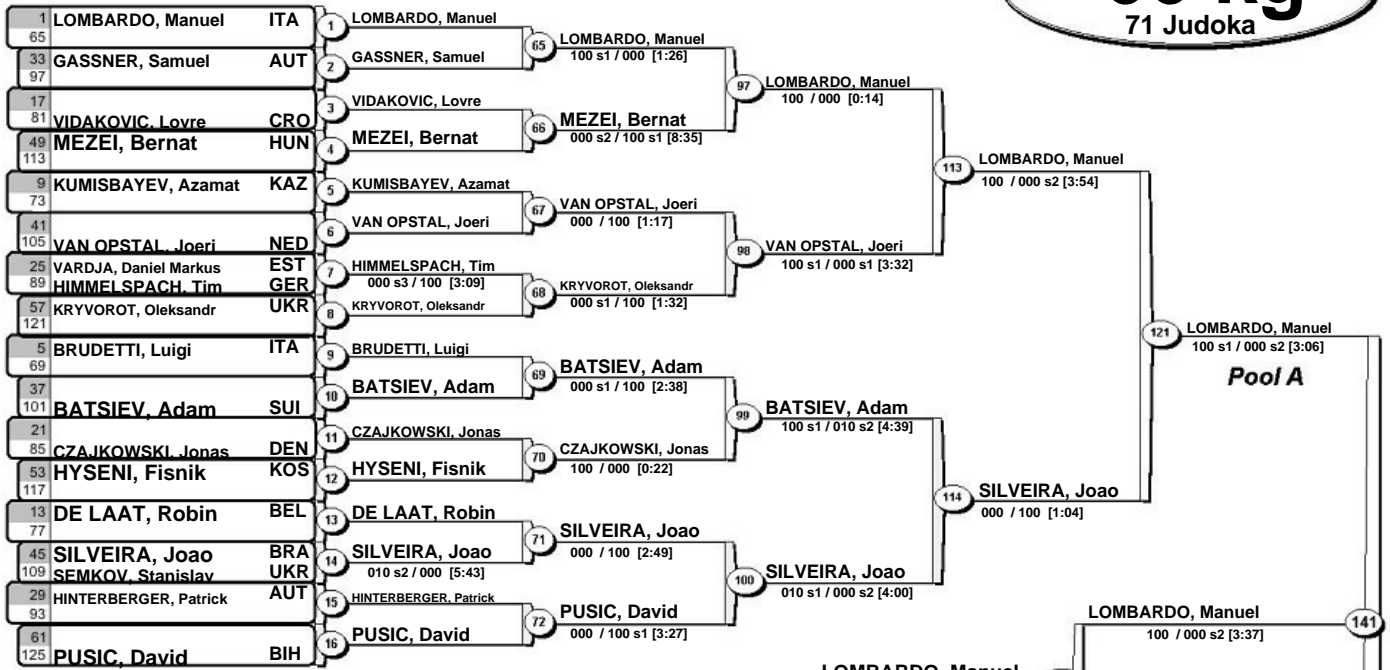 71 Judoka
1 LOMBARDO, Manuel ITA
65
33 GASSNER, Samuel AUT
97
17
81 VIDAKOVIC, Lovre CRO
49 MEZEI, Bernat HUN
113
9 KUMISBAYEV, Azamat KAZ
73
41
105 VAN OPSTAL, Joeri NED
25 VARDJA, Daniel Markus EST
89 HIMMELSPACH, Tim GER
57 KRYVOROT, Oleksandr UKR
121
5 BRUDETTI, Luigi ITA
69
37
101 BATSIEV, Adam SUI
21
85 CZAJKOWSKI, Jonas DEN
53 HYSENI, Fisnik KOS
117
13 DE LAAT, Robin BEL
77
45 SILVEIRA, Joao BRA
109 SEMKOV, Stanislav UKR
29 HINTERBERGER, Patrick AUT
93
61
125 PUSIC, David BIH
1 LOMBARDO, Manuel
2 GASSNER, Samuel
3 VIDAKOVIC, Lovre
4 MEZEI, Bernat
5 KUMISBAYEV, Azamat
6 VAN OPSTAL, Joeri
7 HIMMELSPACH, Tim
000 s3 / 100 [3:09]
8 KRYVOROT, Oleksandr
9 BRUDETTI, Luigi
10 BATSIEV, Adam
11 CZAJKOWSKI, Jonas
12 HYSENI, Fisnik
13 DE LAAT, Robin
14 SILVEIRA, Joao
010 s2 / 000 [5:43]
15 HINTERBERGER, Patrick
16 PUSIC, David
65 LOMBARDO, Manuel
100 s1 / 000 [1:26]
66 MEZEI, Bernat
000 s2 / 100 s1 [8:35]
67 VAN OPSTAL, Joeri
000 / 100 [1:17]
68 KRYVOROT, Oleksandr
000 s1 / 100 [1:32]
69 BATSIEV, Adam
000 s1 / 100 [2:38]
70 CZAJKOWSKI, Jonas
100 / 000 [0:22]
71 SILVEIRA, Joao
000 / 100 [2:49]
72 PUSIC, David
000 / 100 s1 [3:27]
97 LOMBARDO, Manuel
100 / 000 [0:14]
98 VAN OPSTAL, Joeri
100 s1 / 000 s1 [3:32]
99 BATSIEV, Adam
100 s1 / 010 s2 [4:39]
100 SILVEIRA, Joao
010 s1 / 000 s2 [4:00]
113 LOMBARDO, Manuel
100 / 000 s2 [3:54]
114 SILVEIRA, Joao
000 / 100 [1:04]
121 LOMBARDO, Manuel
100 s1 / 000 s2 [3:06]
Pool A
LOMBARDO, Manuel 141
100 / 000 s2 [3:37]
LOMBARDO, Manuel